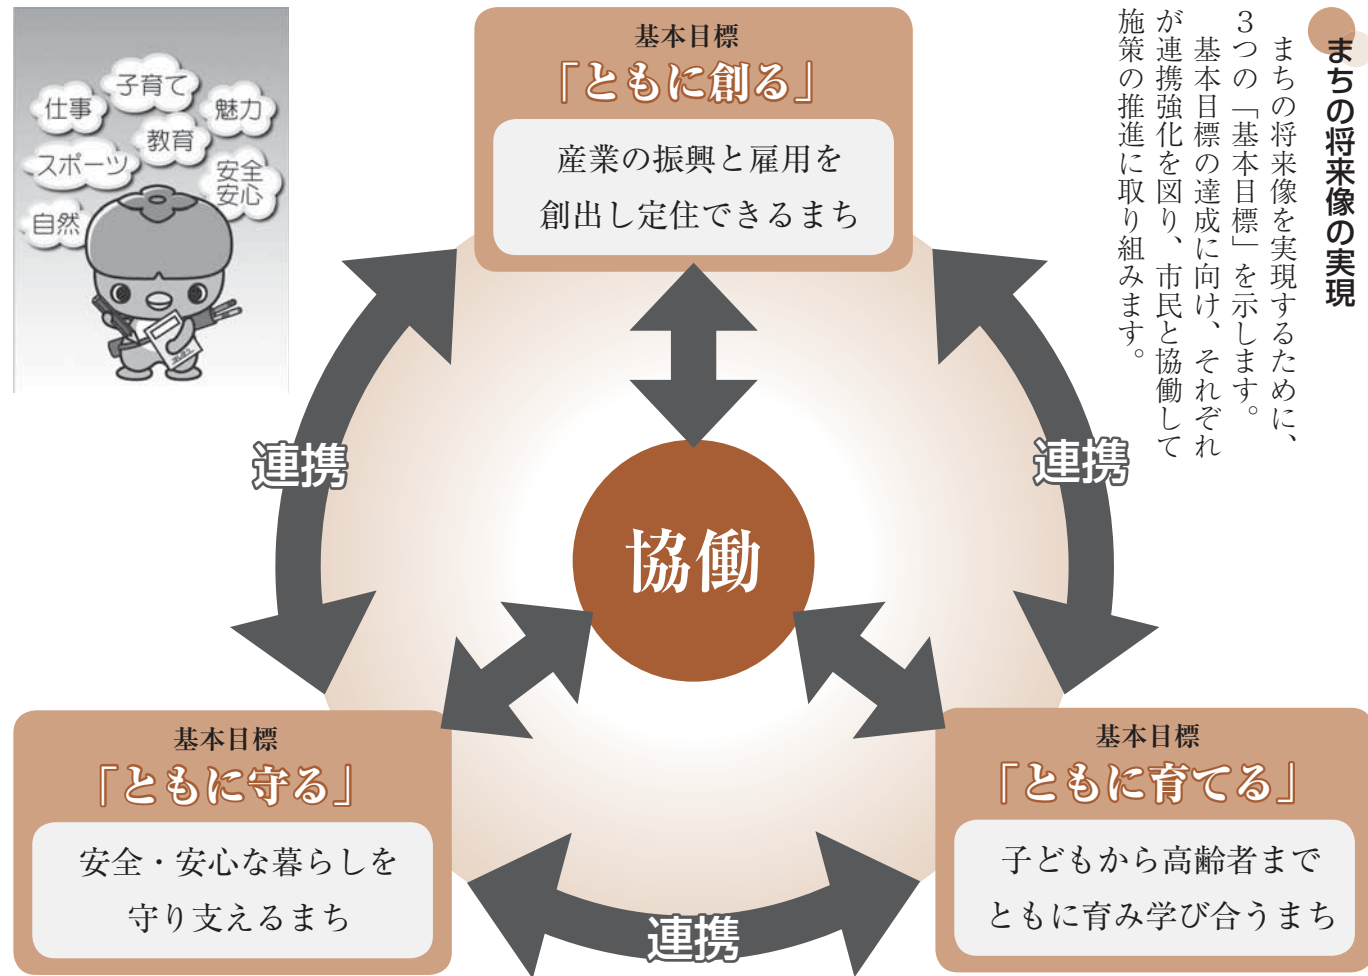 まちの将来像の実現
まちの将来像を実現するために、
3つの「基本目標」を示します。
基本目標の達成に向け、それぞれ
が連携強化を図り、市民と協働して
施策の推進に取り組みます。
子育て
仕事
魅力
教育
スポーツ
安全
安心
自然
基本目標
「ともに創る」
産業の振興と雇用を
創出し定住できるまち
連携
連携
協働
基本目標
「ともに守る」
安全・安心な暮らしを
守り支えるまち
基本目標
「ともに育てる」
子どもから高齢者まで
ともに育み学び合うまち
連携